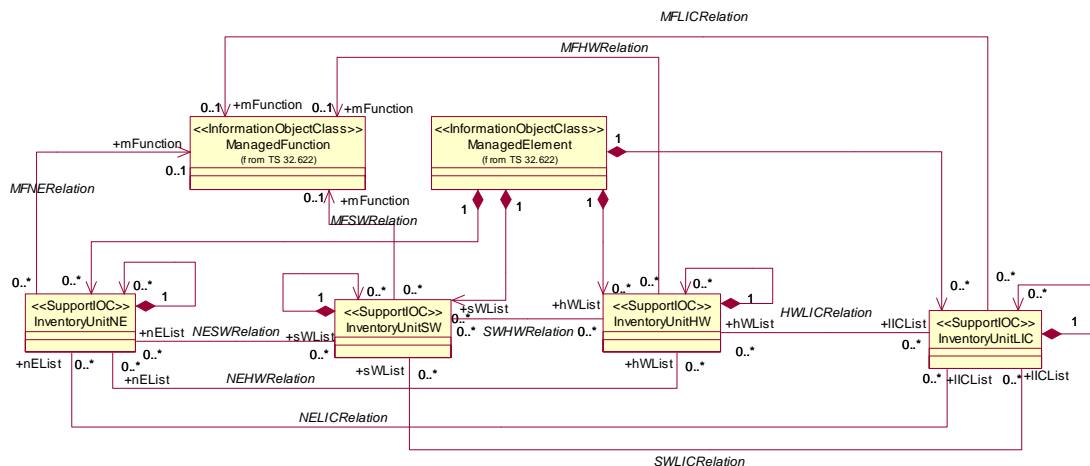 MFLICRelation
MFHWRelation
0..1 +mFunction 0..1 +mFunction
<<InformationObjectClass>>
ManagedFunction
(from TS 32.622)
<<InformationObjectClass>>
ManagedElement
(from TS 32.622)
1
+mFunction
0..1
MFNERelation
0..1
+mFunction
MFSWRelation
1
1
1
0..*
0..*
0..*
1
<<SupportIOC>>
InventoryUnitNE
0..*
0..*
1
<<SupportIOC>>
InventoryUnitSW
+sWList
0..*
0..*
+hWList
0..*
0..*
1
<<SupportIOC>>
InventoryUnitHW
0..*
0..*
0..*
1
<<SupportIOC>>
InventoryUnitLIC
+nEList
0..*
NESWRelation
+sWList
0..*
0..*
SWHWRelation
0..*
+hWList
0..*
HWLICRelation
+lICList
0..*
+nEList
0..*
0..*
+nEList
NEHWRelation
+hWList
0..*
+sWList
0..*
0..*
+lICList
0..*
+lICList
NELICRelation
SWLICRelation